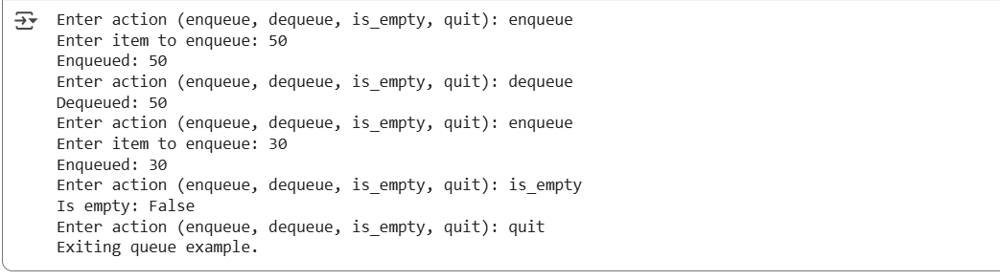 Enter action (enqueue, dequeue, is_empty, quit): enqueue
Enter item to enqueue: 50
Enqueued: 50
Enter action (enqueue, dequeue, is_empty, quit): dequeue
Dequeued: 50
Enter action (enqueue, dequeue, is_empty, quit): enqueue
Enter item to enqueue: 30
Enqueued: 30
Enter action (enqueue, dequeue, is_empty, quit): is_empty
Is empty: False
Enter action (enqueue, dequeue, is_empty, quit): quit
Exiting queue example.